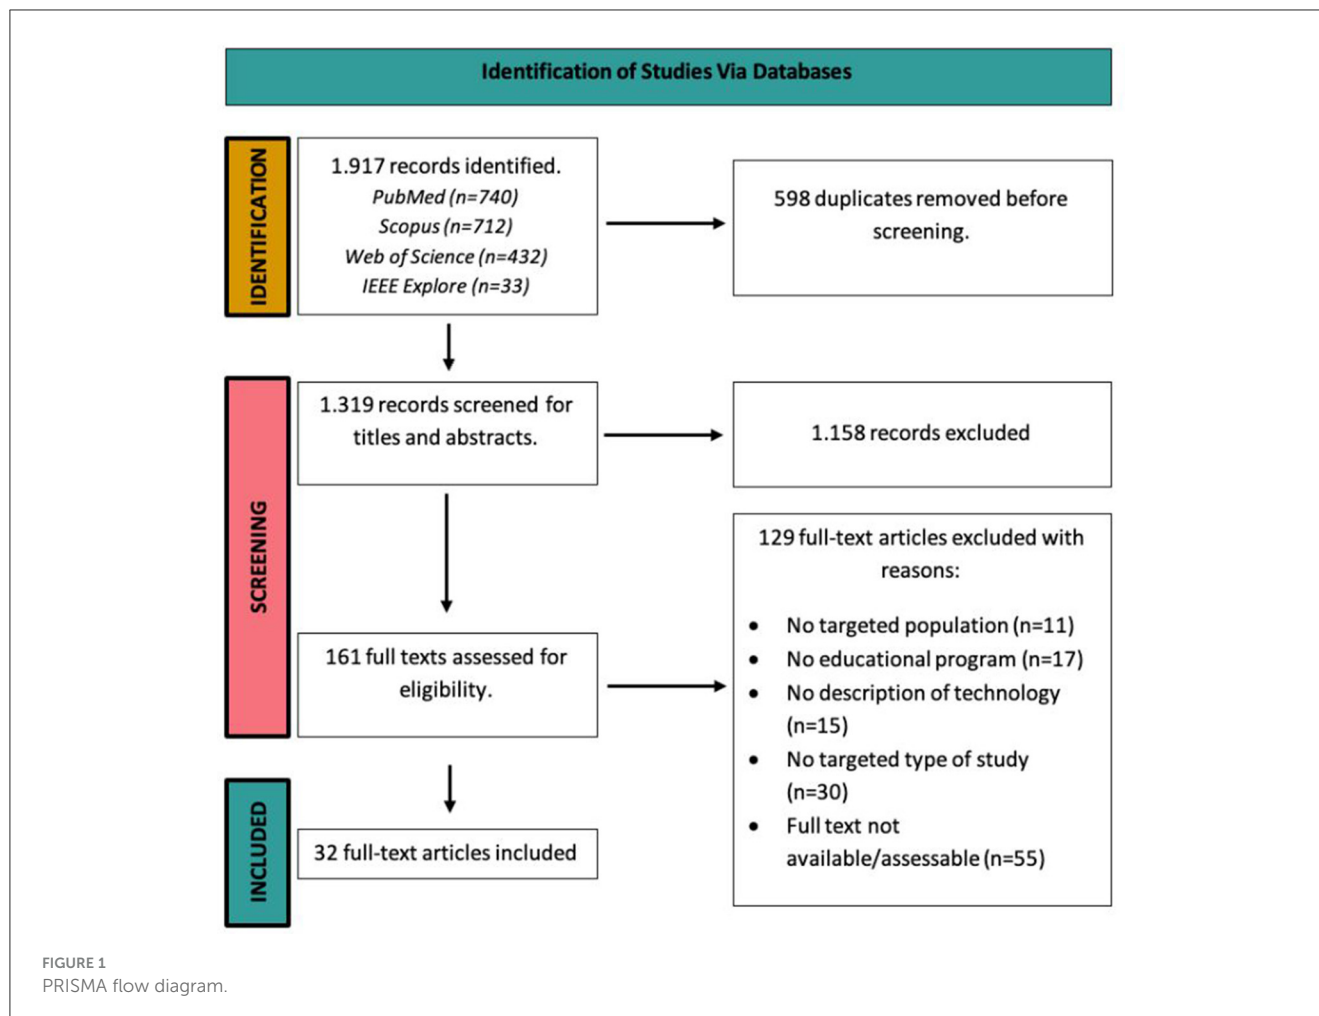 Identification of Studies Via Databases
IDENTIFICATION
1.917 records identified.
PubMed (n=740)
Scopus (n=712)
Web of Science (n=432)
IEEE Explore (n=33)
598 duplicates removed before
screening.
SCREENING
1.319 records screened for
titles and abstracts.
1.158 records excluded
161 full texts assessed for
eligibility.
129 full-text articles excluded with
reasons:
• No targeted population (n=11)
• No educational program (n=17)
• No description of technology
(n=15)
• No targeted type of study
(n=30)
• Full text not
available/assessable (n=55)
INCLUDED
32 full-text articles included
FIGURE 1
PRISMA flow diagram.